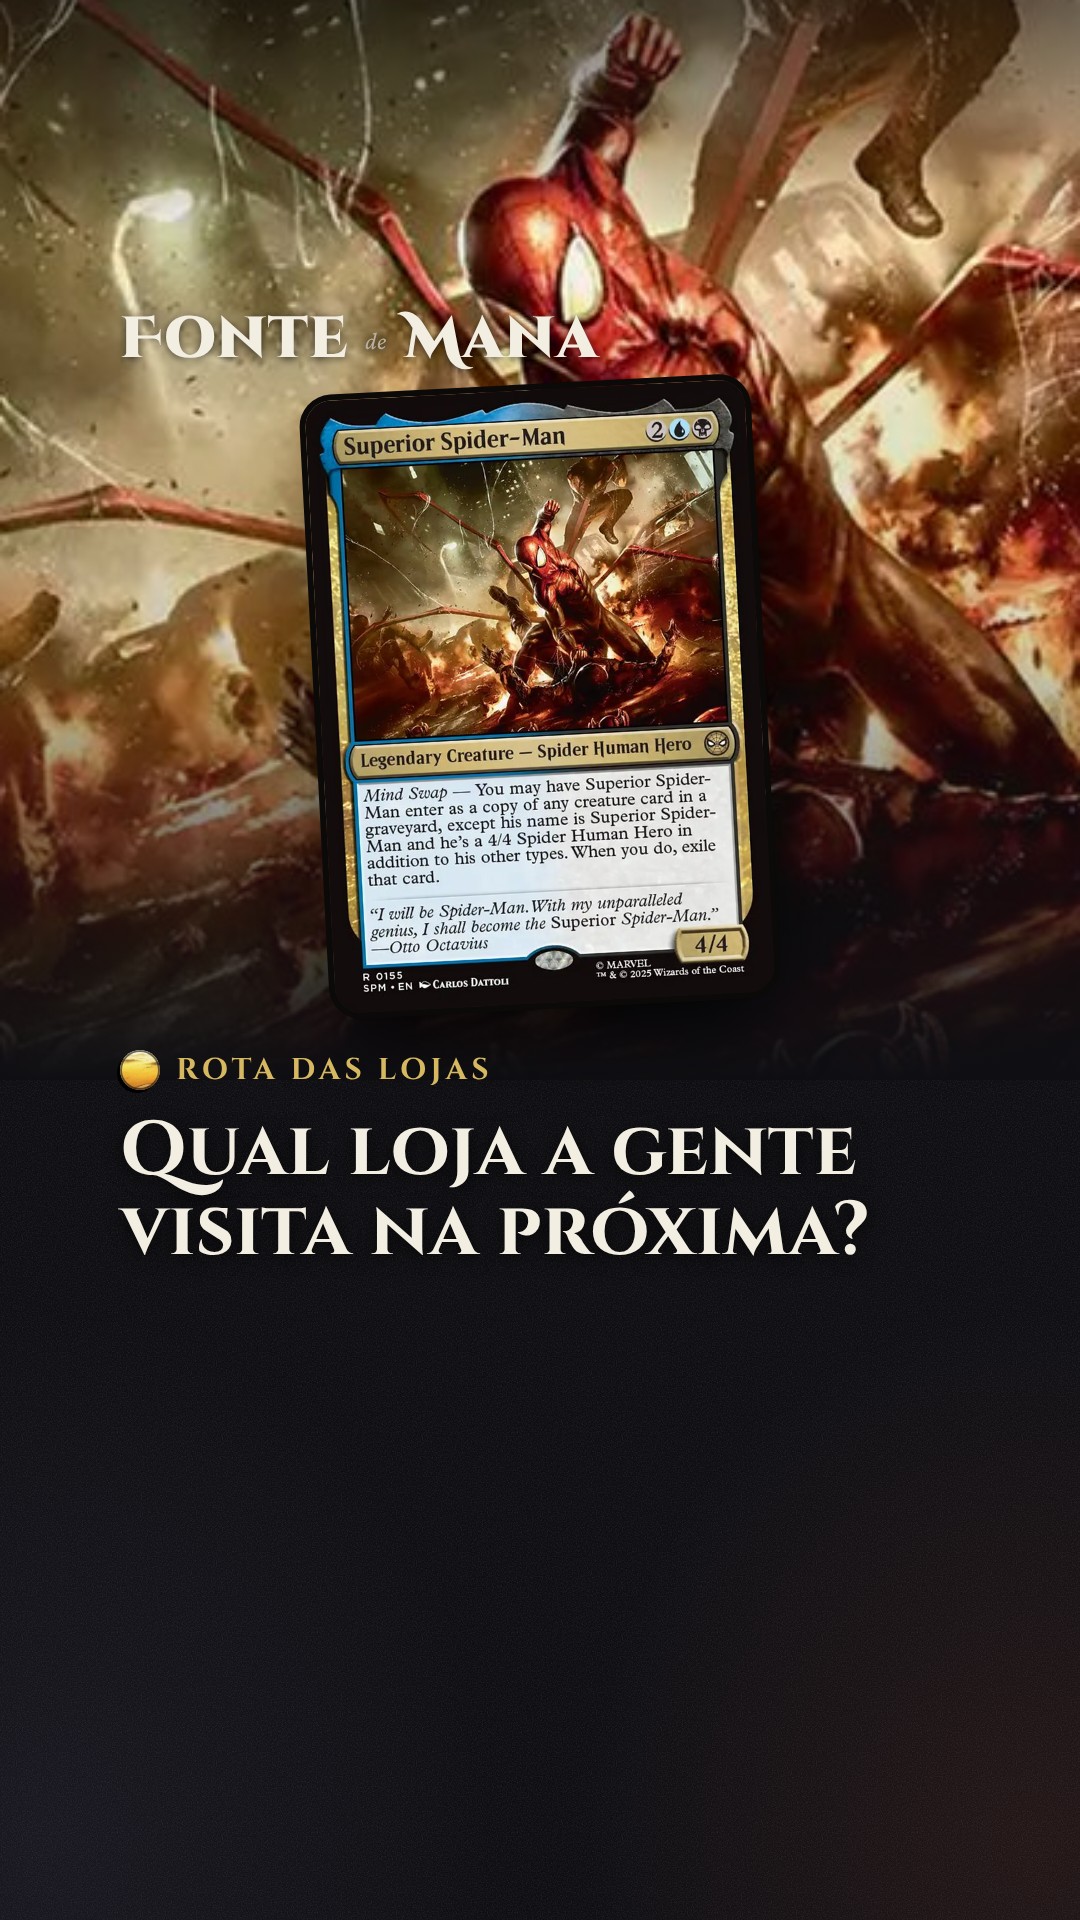 Fonte de Mana
Superior Spider-Man 2
Legendary Creature — Spider Human Hero
Mind Swap — You may have Superior Spider-
Man enter as a copy of any creature card in a
graveyard, except his name is Superior Spider-
Man and he's a 4/4 Spider Human Hero in
addition to his other types. When you do, exile
that card.
“I will be Spider-Man. With my unparalleled
genius, I shall become the Superior Spider-Man.”
—Otto Octavius
4/4
R 0155
SPM • EN Carlos Dattoli
© MARVEL
™ & © 2025 Wizards of the Coast
ROTA DAS LOJAS
Qual loja a gente
visita na próxima?